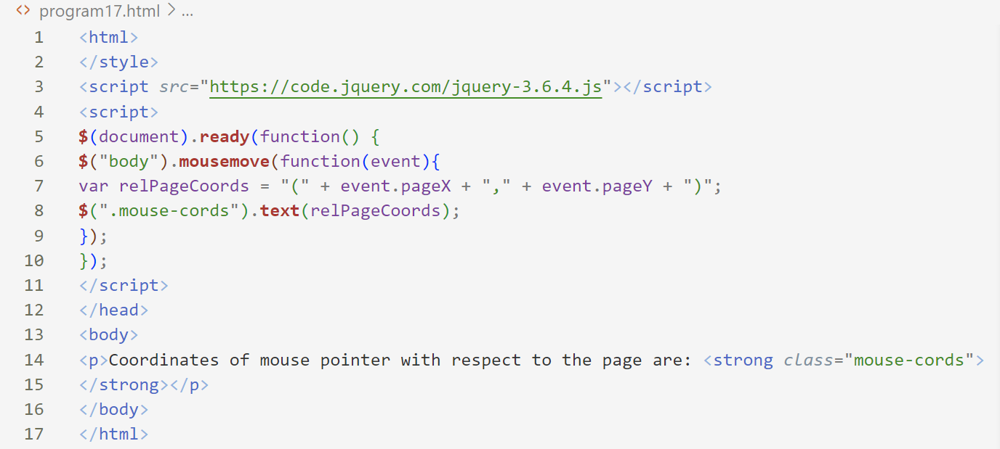 <> program17.html > ...
1 <html>
2 </style>
3 <script src="https://code.jquery.com/jquery-3.6.4.js"></script>
4 <script>
5 $(document).ready(function() {
6 $("body").mousemove(function(event){
7 var relPageCoords = "(" + event.pageX + "," + event.pageY + ")";
8 $(".mouse-cords").text(relPageCoords);
9 });
10 });
11 </script>
12 </head>
13 <body>
14 <p>Coordinates of mouse pointer with respect to the page are: <strong class="mouse-cords">
15 </strong></p>
16 </body>
17 </html>